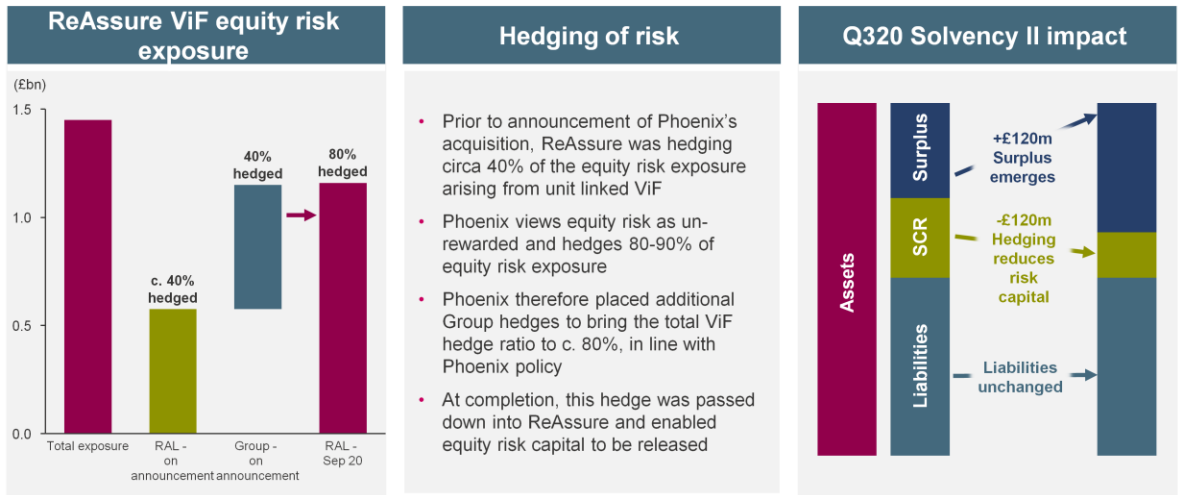 ReAssure ViF equity risk
exposure
(£bn)
1.5
1.0
0.5
0.0
c. 40%
hedged
40%
hedged
80%
hedged
Total exposure
RAL -
on
announcement
Group -
on
announcement
RAL -
Sep 20
Hedging of risk
• Prior to announcement of Phoenix's
acquisition, ReAssure was hedging
circa 40% of the equity risk exposure
arising from unit linked ViF
• Phoenix views equity risk as un-
rewarded and hedges 80-90% of
equity risk exposure
• Phoenix therefore placed additional
Group hedges to bring the total ViF
hedge ratio to c. 80%, in line with
Phoenix policy
• At completion, this hedge was passed
down into ReAssure and enabled
equity risk capital to be released
Q320 Solvency II impact
Assets
Surplus
SCR
Liabilities
+£120m
Surplus
emerges
-£120m
Hedging
reduces
risk
capital
Liabilities
unchanged